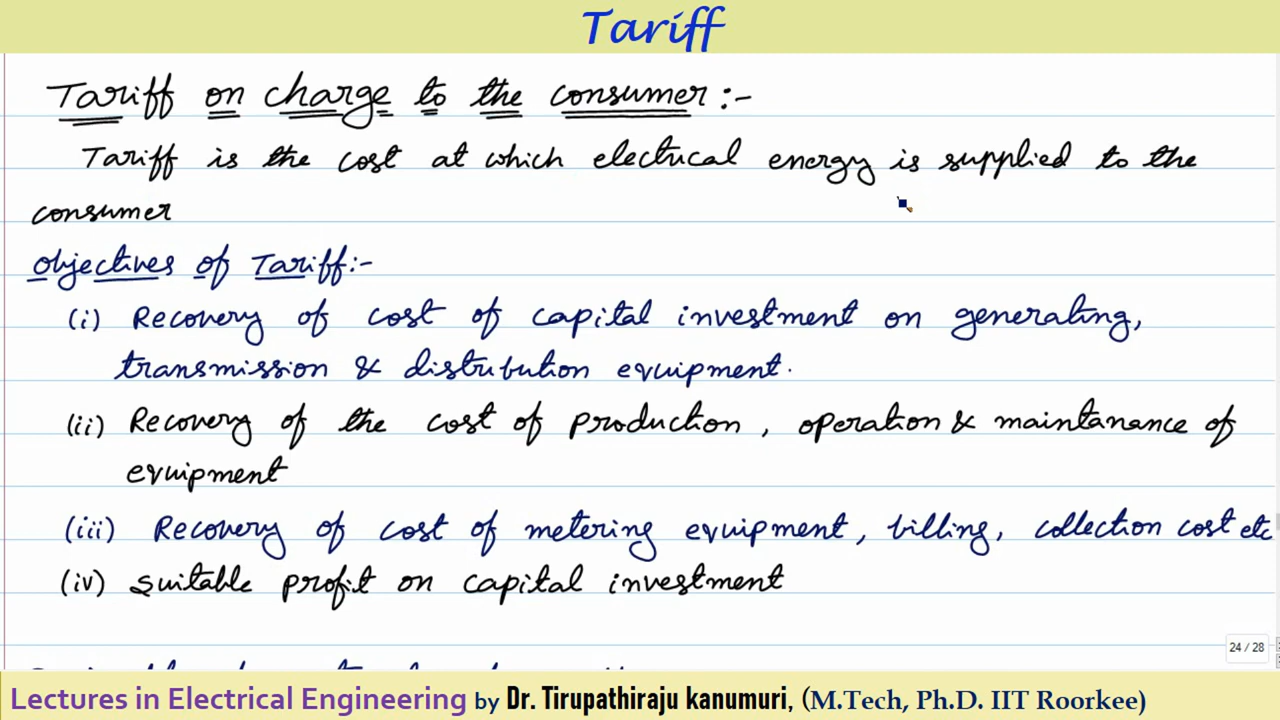 Tariff
Tariff on charge to the consumer :-
Tariff is the cost at which electrical energy is supplied to the
consumer
objectives of Tariff:-
(i) Recovery of cost of capital investment on generating,
transmission & distribution equipment.
(ii) Recovery of the cost of production, operation & maintanance of
equipment
(iii) Recovery of cost of metering equipment, billing, collection cost etc
(iv) suitable profit on capital investment
24 / 28
Lectures in Electrical Engineering by Dr. Tirupathiraju kanumuri, (M.Tech, Ph.D. IIT Roorkee)